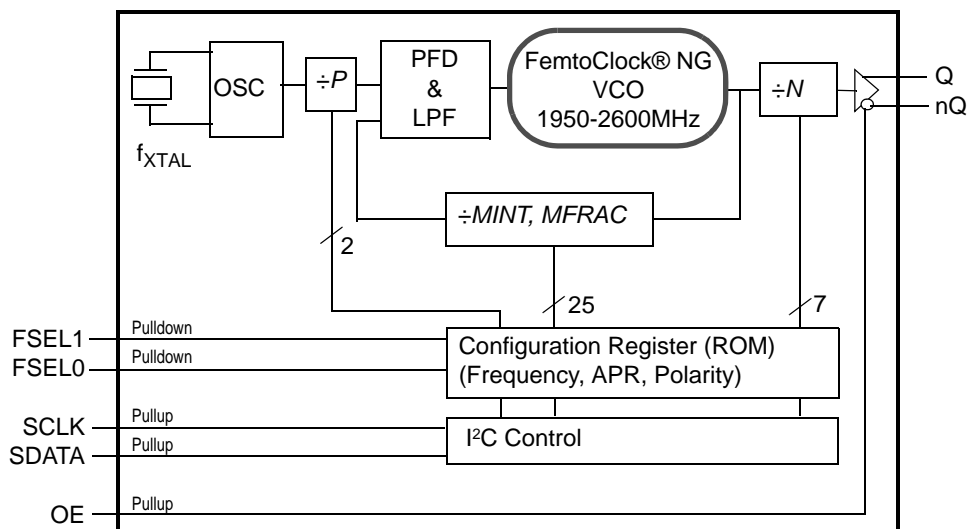 OSC
÷P
PFD
&
LPF
FemtoClock® NG
VCO
1950-2600MHz
÷N
Q
nQ
fXTAL
÷MINT, MFRAC
2
25
7
FSEL1
Pulldown
FSEL0
Pulldown
Configuration Register (ROM)
(Frequency, APR, Polarity)
SCLK
Pullup
SDATA
Pullup
I²C Control
OE
Pullup